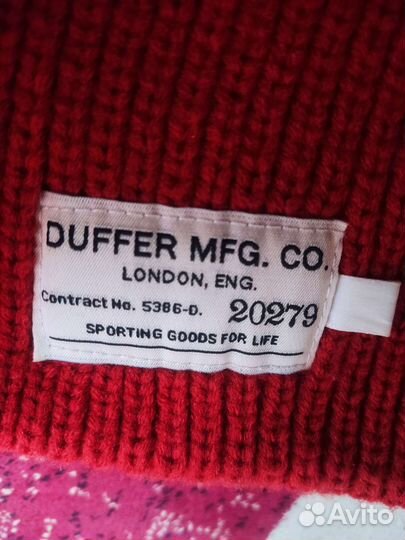 DUFFER MFG. CO.
LONDON, ENG.
Contract No. 5386-D. 20279
SPORTING GOODS FOR LIFE
Avito